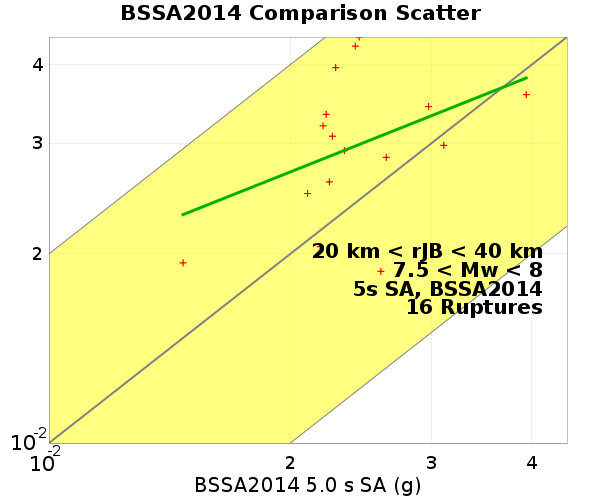 BSSA2014 Comparison Scatter
4
3
2
20 km < rJB < 40 km
7.5 < Mw < 8
5s SA, BSSA2014
16 Ruptures
10-2
10-2
2
3
4
BSSA2014 5.0 s SA (g)